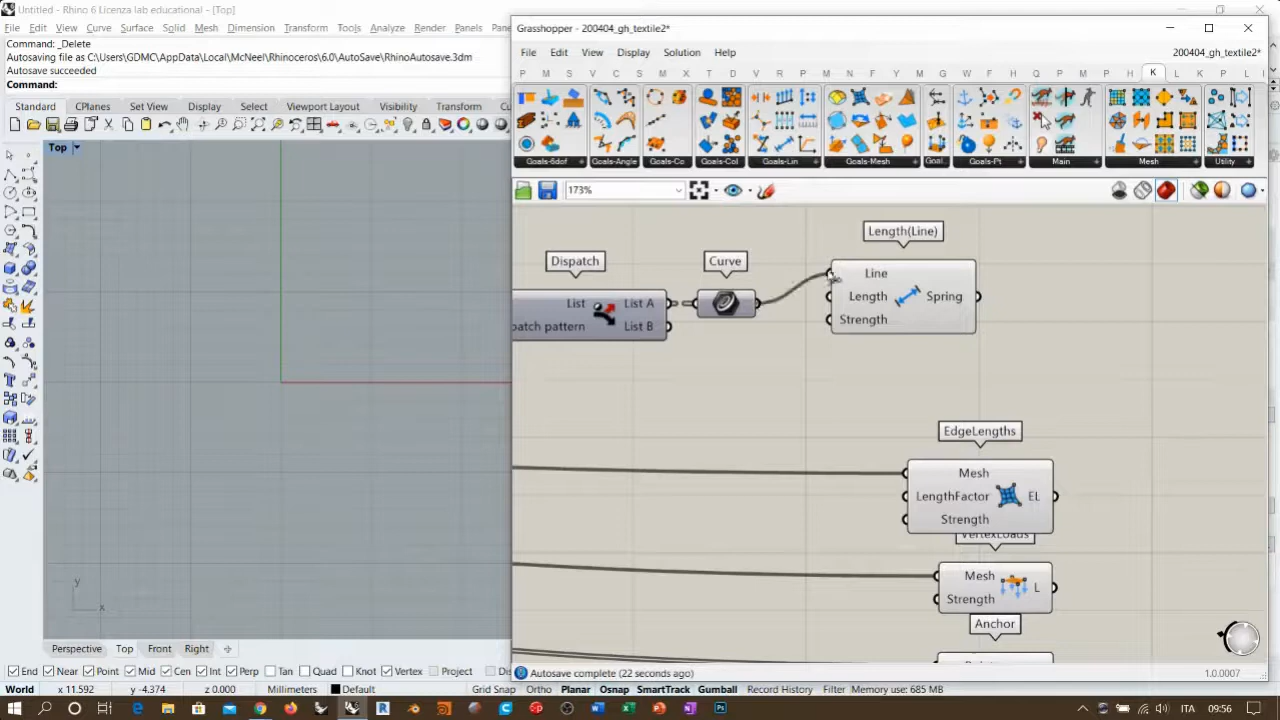 Untitled - Rhino 6 Licenza lab educational - [Top]
File Edit View Curve Surface Solid Mesh Dimension Transform Tools Analyze Render Panels
Command: _Delete
Autosaving file as C:\Users\GDMC\AppData\Local\McNeel\Rhinoceros\6.0\AutoSave\RhinoAutosave.3dm
Autosave succeeded
Command:
Standard CPlanes Set View Display Select Viewport Layout Visibility Transform
Top
y
x
Perspective Top Front Right
End Near Point Mid Cen Int Perp Tan Quad Knot Vertex Project
World x 11.592 y -4.374 z 0.000 Millimeters Default Grid Snap Ortho Planar Osnap SmartTrack Gumball Record History Filter Memory use: 685 MB
Grasshopper - 200404_gh_textile2*
File Edit View Display Solution Help
200404_gh_textile2*
P M S V C S M X T D V P M N V P G R F H Q T M P H K L L P L
Goals-6dof Goals-Angle Goals-Co Goals-Col Goals-Lin Goals-Mesh Goal... Goals-Pt Main Mesh Utility
173%
Length(Line)
Dispatch
Curve
Line
List
List A
Length
Spring
patch pattern
List B
Strength
EdgeLengths
Mesh
LengthFactor
EL
Strength
VertexLoads
Mesh
L
Strength
Anchor
Autosave complete (22 seconds ago)
1.0.0007
ITA 09:56